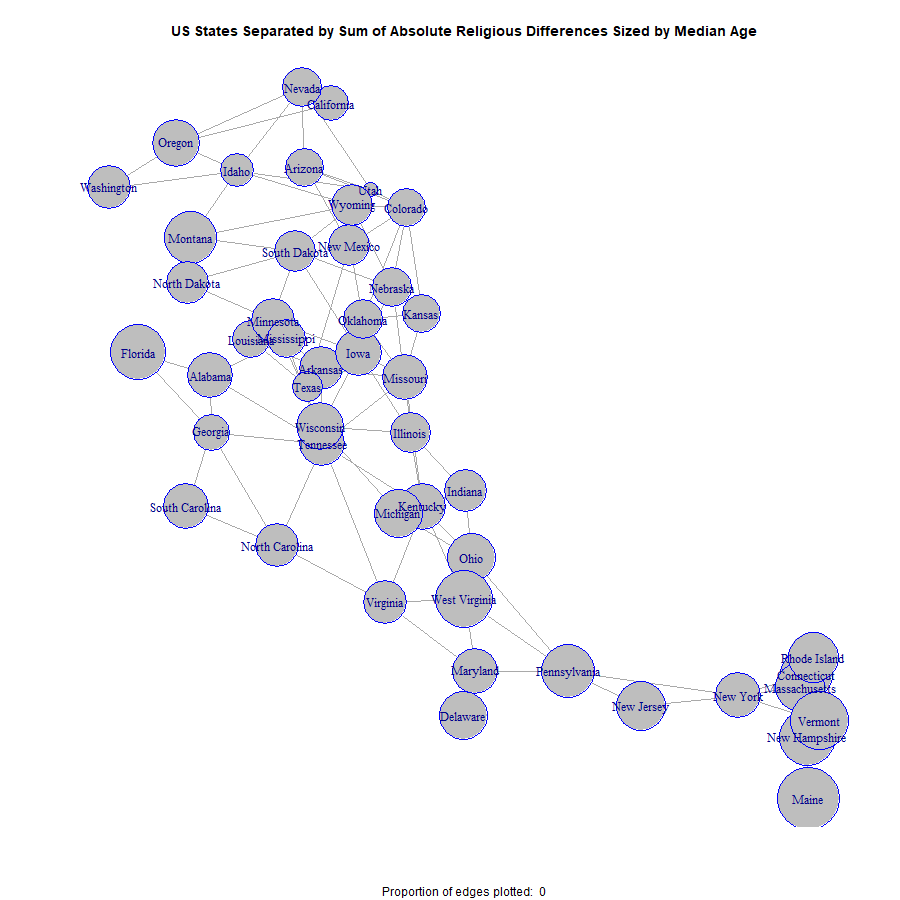 US States Separated by Sum of Absolute Religious Differences Sized by Median Age
Nevada
California
Oregon
Idaho
Arizona
Washington
Utah
Wyoming
Colorado
Montana
New Mexico
South Dakota
North Dakota
Nebraska
Kansas
Minnesota
Oklahoma
Louisiana
Mississippi
Florida
Iowa
Arkansas
Alabama
Missouri
Texas
Wisconsin
Georgia
Illinois
Tennessee
Indiana
South Carolina
Kentucky
Michigan
North Carolina
Ohio
Virginia
West Virginia
Rhode Island
Maryland
Pennsylvania
Connecticut
Massachusetts
New York
New Jersey
Delaware
Vermont
New Hampshire
Maine
Proportion of edges plotted: 0